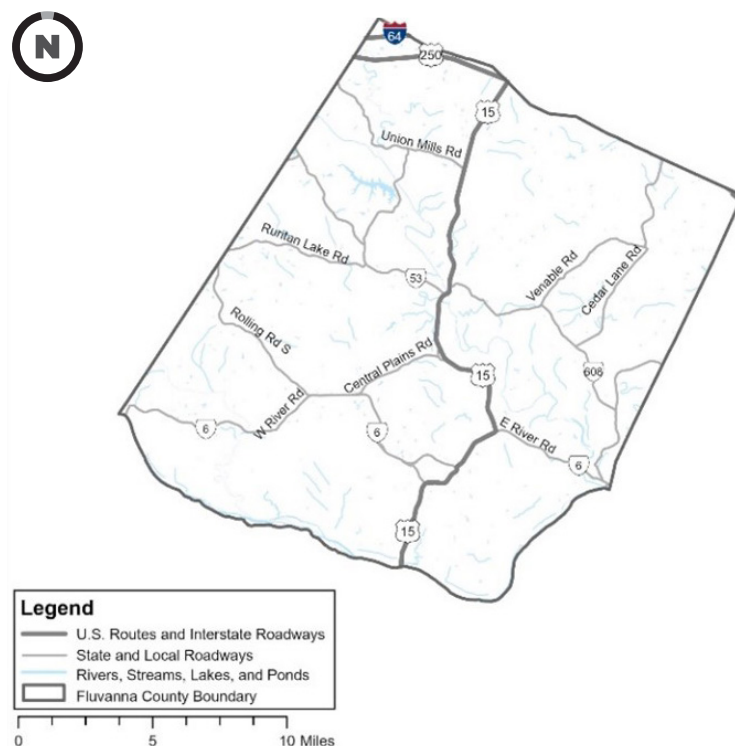 N
64
250
15
Union Mills Rd
Ruritan Lake Rd
53
Venable Rd
Cedar Lane Rd
Rolling Rd S
Central Plains Rd
15
608
W River Rd
6
6
E River Rd
6
15
Legend
U.S. Routes and Interstate Roadways
State and Local Roadways
Rivers, Streams, Lakes, and Ponds
Fluvanna County Boundary
0 5 10 Miles